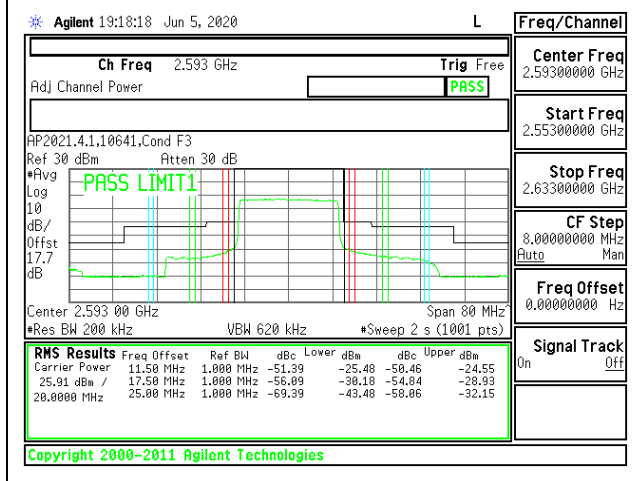 Agilent 19:18:18 Jun 5, 2020 L
Ch Freq 2.593 GHz Trig Free
Adj Channel Power PASS
AP2021.4.1,10641,Cond F3
Ref 30 dBm Atten 30 dB
#Avg
Log
10
dB/
Offst
17.7
dB
PASS LIMIT1
Center 2.593 00 GHz Span 80 MHz^
#Res BW 200 kHz VBW 620 kHz #Sweep 2 s (1001 pts)
RMS Results Freq Offset Ref BW dBc Lower dBm dBc Upper dBm
Carrier Power 11.50 MHz 1.000 MHz -51.39 -25.48 -50.46 -24.55
25.91 dBm / 17.50 MHz 1.000 MHz -56.09 -30.18 -54.84 -28.93
20.0000 MHz 25.00 MHz 1.000 MHz -69.39 -43.48 -58.06 -32.15
Copyright 2000-2011 Agilent Technologies
Freq/Channel
Center Freq
2.59300000 GHz
Start Freq
2.55300000 GHz
Stop Freq
2.63300000 GHz
CF Step
8.00000000 MHz
Auto Man
Freq Offset
0.00000000 Hz
Signal Track
On Off